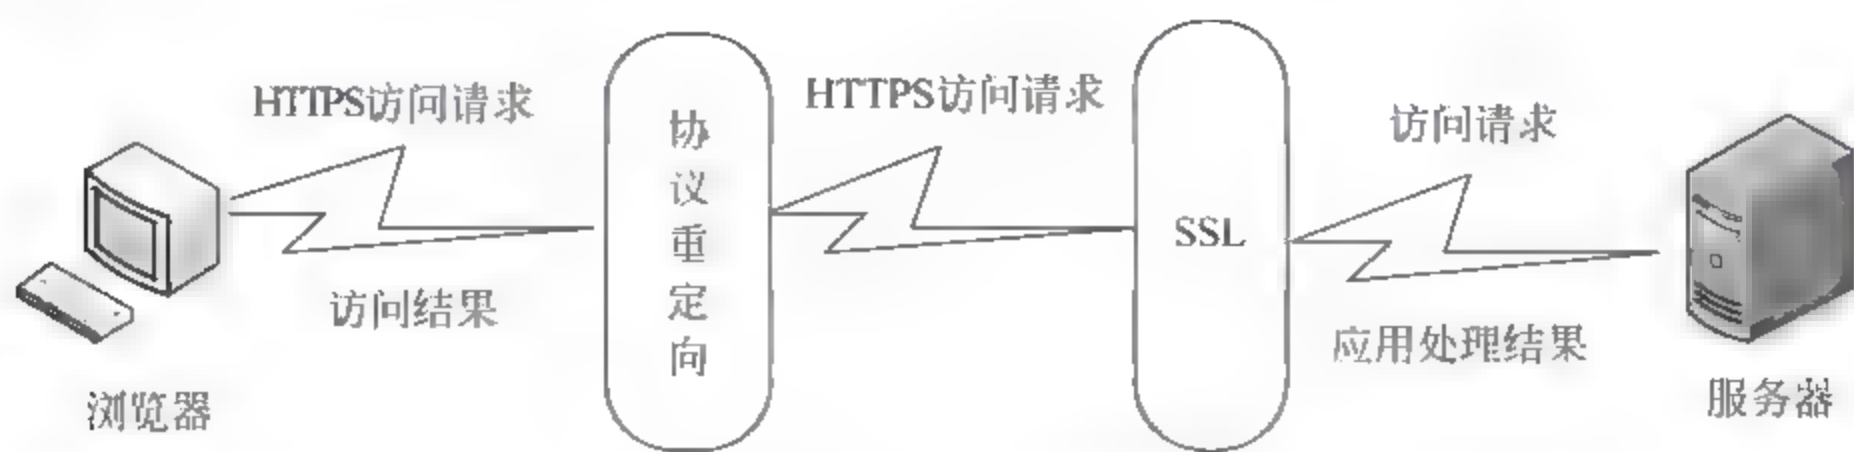 HTTPS访问请求
访问结果
浏览器
协
议
重
定
向
HTTPS访问请求
SSL
访问请求
应用处理结果
服务器